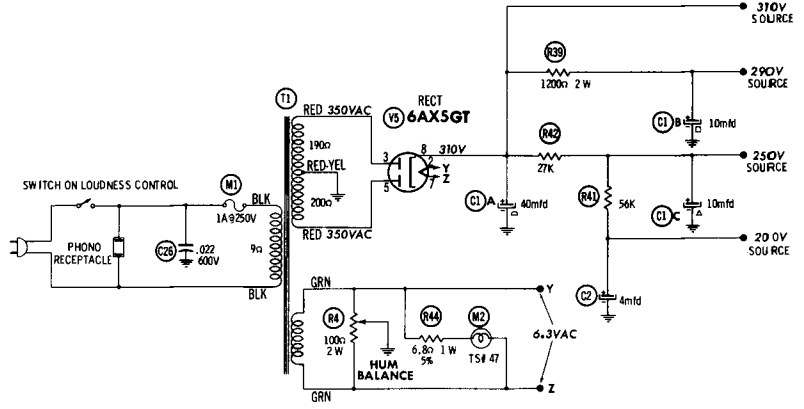 310V
SOURCE
R39
1200Ω 2 W
290V
SOURCE
T1
RECT
V5 6AX5GT
C1 B
10mfd
RED 350VAC
R42
190Ω
8
310V
3
2
27K
250V
SOURCE
RED-YEL
Y
Z
5
7
SWITCH ON LOUDNESS CONTROL
M1
BLK
200Ω
C1 A
40mfd
R41
56K
C1 C
10mfd
1A@250V
PHONO
RECEPTACLE
C26
.022
600V
9Ω
RED 350VAC
200V
SOURCE
BLK
GRN
Y
C2
4mfd
R4
100Ω
2 W
R44
6.8Ω 1 W
5%
M2
TS# 47
6.3VAC
HUM
BALANCE
GRN
Z